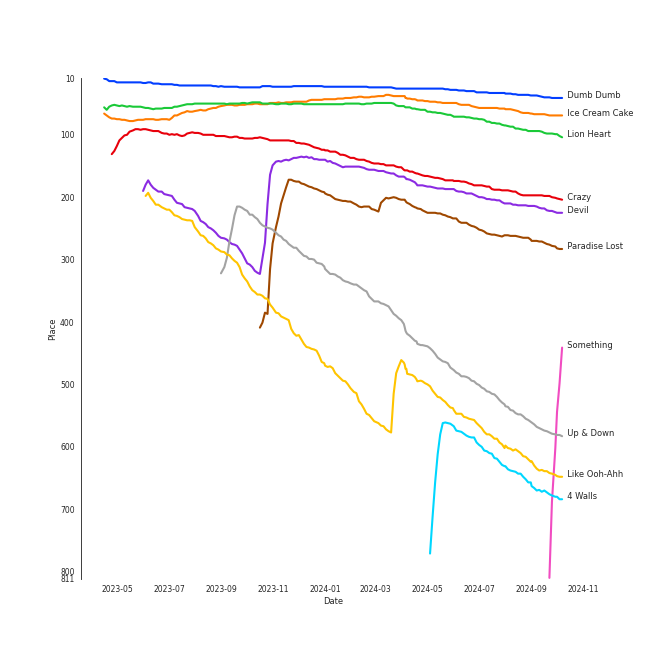 10
100
200
300
400
500
600
700
800
811
Place
2023-05
2023-07
2023-09
2023-11
2024-01
2024-03
2024-05
2024-07
2024-09
2024-11
Date
Dumb Dumb
Ice Cream Cake
Lion Heart
Crazy
Devil
Paradise Lost
Something
Up & Down
Like Ooh-Ahh
4 Walls